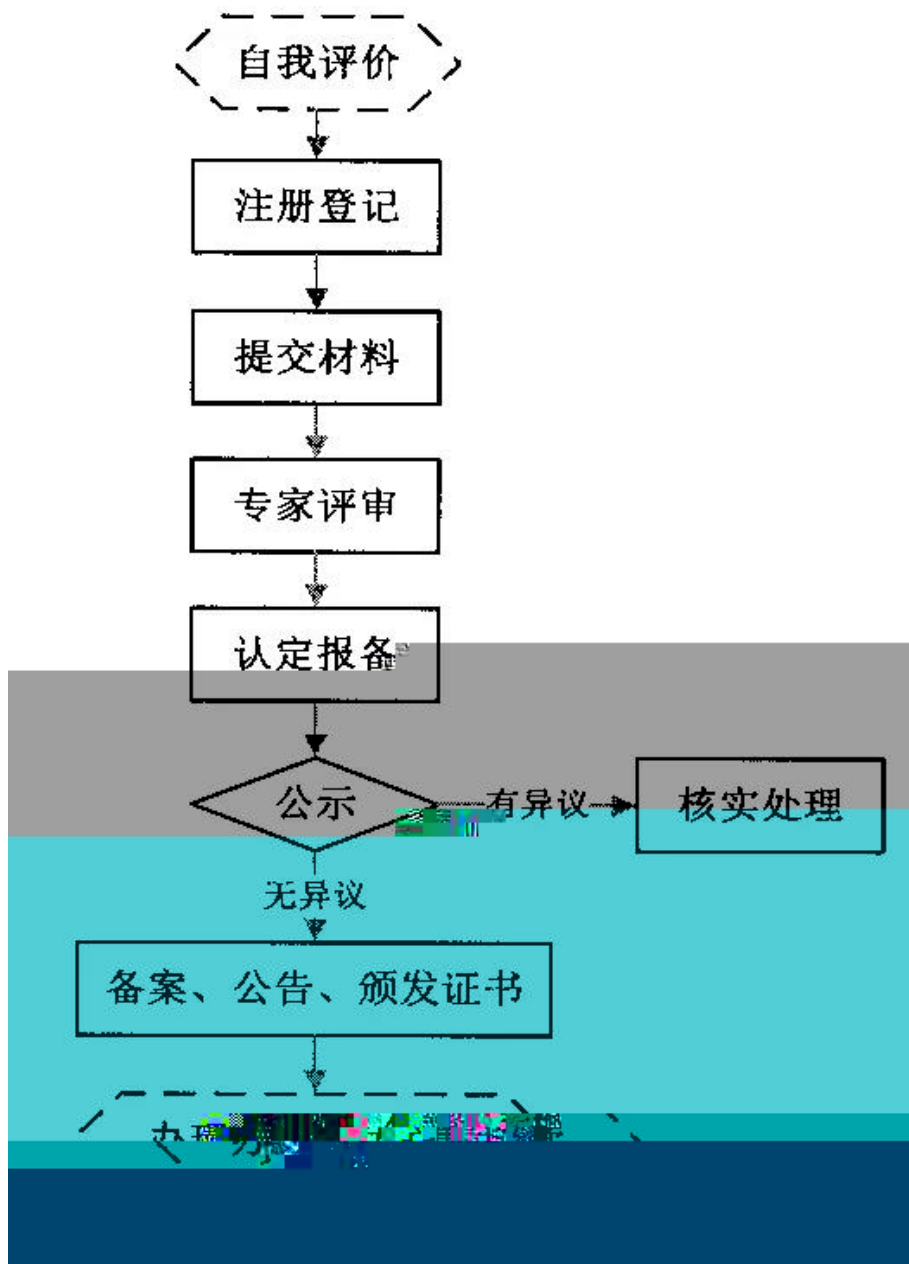 自我评价
注册登记
提交材料
专家评审
认定报备
公示
有异议
核实处理
无异议
备案、公告、颁发证书
办理